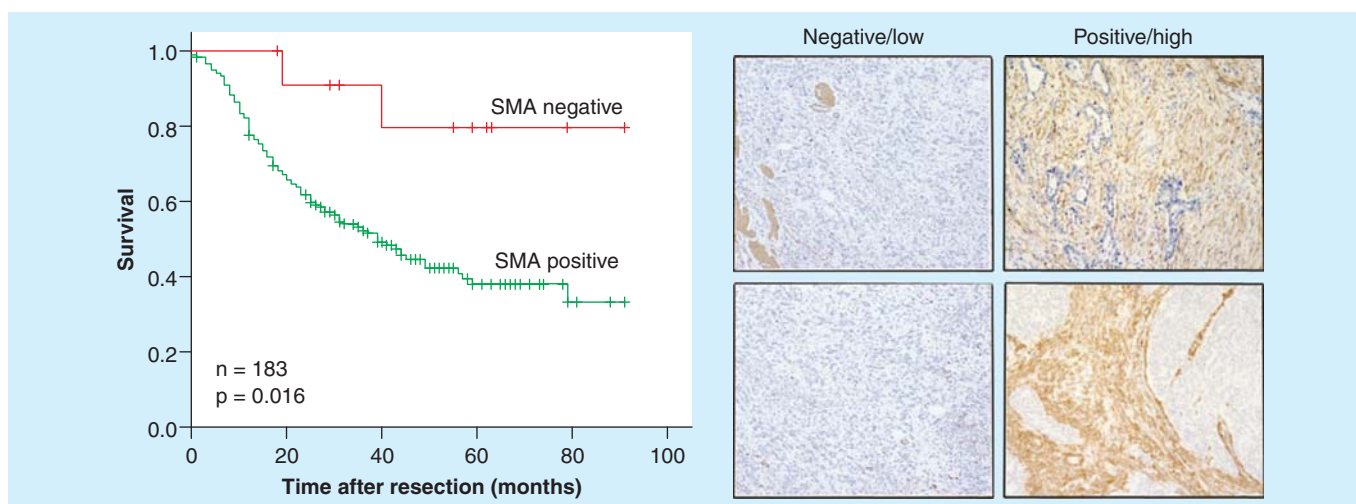 1.0
0.8
0.6
0.4
0.2
0.0
Survival
SMA negative
SMA positive
n = 183
p = 0.016
0 20 40 60 80 100
Time after resection (months)
Negative/low Positive/high